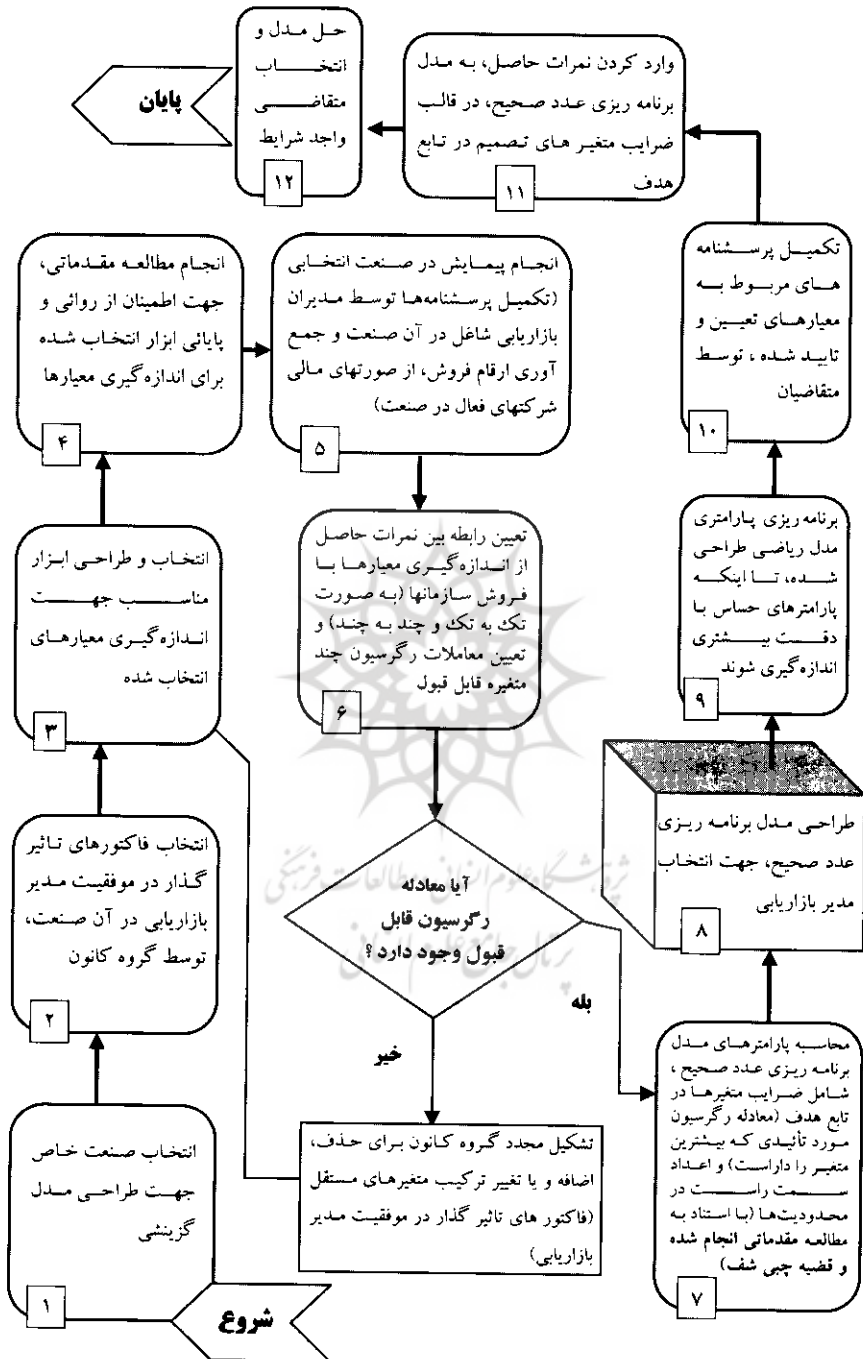 حل مدل و
انتخاب
متقاضی
واجد شرایط
۱۲
پایان
وارد کردن نمرات حاصل، به مدل
برنامه ریزی عدد صحیح، در قالب
ضرایب متغیر های تصمیم در تابع
هدف
۱۱
تکمیل پرسشنامه
های مربوط به
معیارهای تعیین و
تایید شده ، توسط
متقاضیان
۱۰
انجام پیمایش در صنعت انتخابی
(تکمیل پرسشنامه‌ها توسط مدیران
بازاریابی شاغل در آن صنعت و جمع
آوری ارقام فروش، از صورتهای مالی
شرکتهای فعال در صنعت)
۵
انجام مطالعه مقدماتی،
جهت اطمینان از روائی و
پایائی ابزار انتخاب شده
برای اندازه‌گیری معیارها
۴
برنامه ریزی پارامتری
مدل ریاضی طراحی
شده، تا اینکه
پارامترهای حساس با
دقت بیشتری
اندازه‌گیری شوند
۹
تعیین رابطه بین نمرات حاصل
از اندازه‌گیری معیارها با
فروش سازمانها (به صورت
تک به تک و چند به چند) و
تعیین معاملات رگرسیون چند
متغیره قابل قبول
۶
انتخاب و طراحی ابزار
مناسب جهت
اندازه‌گیری معیارهای
انتخاب شده
۳
طراحی مدل برنامه ریزی
عدد صحیح، جهت انتخاب
مدیر بازاریابی
۸
آیا معادله
رگرسیون قابل
قبول وجود دارد ؟
بله
خیر
انتخاب فاکتورهای تاثیر
گذار در موفقیت مدیر
بازاریابی در آن صنعت،
توسط گروه کانون
۲
محاسبه پارامترهای مدل
برنامه ریزی عدد صحیح ،
شامل ضرایب متغیرها در
تابع هدف (معادله رگرسیون
مورد تأئیدی که بیشترین
متغیر را داراست) و اعداد
سمت راست در
محدودیت‌ها (با استناد به
مطالعه مقدماتی انجام شده
و قضیه چبی شف)
۷
تشکیل مجدد گروه کانون برای حذف،
اضافه و یا تغییر ترکیب متغیرهای مستقل
(فاکتور های تاثیر گذار در موفقیت مدیر
بازاریابی)
انتخاب صنعت خاص
جهت طراحی مدل
گزینشی
۱
شروع
پژوهشگاه علوم انسانی و مطالعات فرهنگی
پرتال جامع علوم انسانی